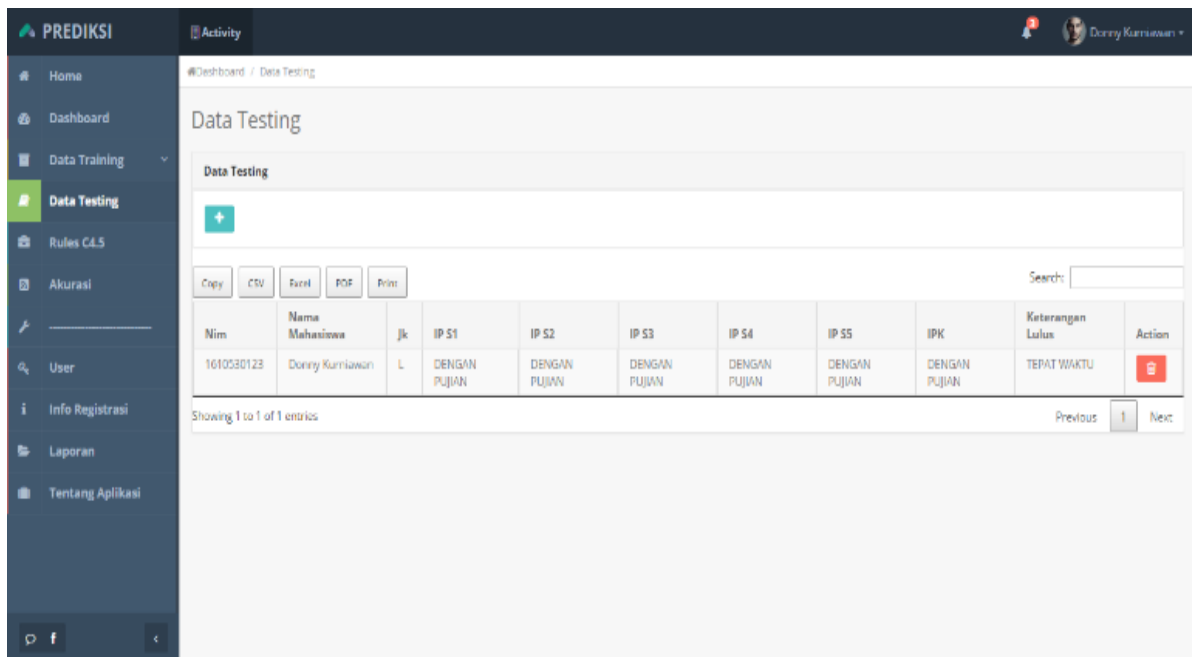 PREDIKSI
Activity
3
Donny Kurniawan
Home
Dashboard
Data Training
Data Testing
Rules C4.5
Akurasi
User
Info Registrasi
Laporan
Tentang Aplikasi
f
Dashboard / Data Testing
Data Testing
Data Testing
+
Copy CSV Excel PDF Print
Search:
Nim Nama Mahasiswa Jk IP S1 IP S2 IP S3 IP S4 IP S5 IPK Keterangan Lulus Action
1610530123 Donny Kurniawan L DENGAN PUJIAN DENGAN PUJIAN DENGAN PUJIAN DENGAN PUJIAN DENGAN PUJIAN DENGAN PUJIAN TEPAT WAKTU
Showing 1 to 1 of 1 entries
Previous 1 Next